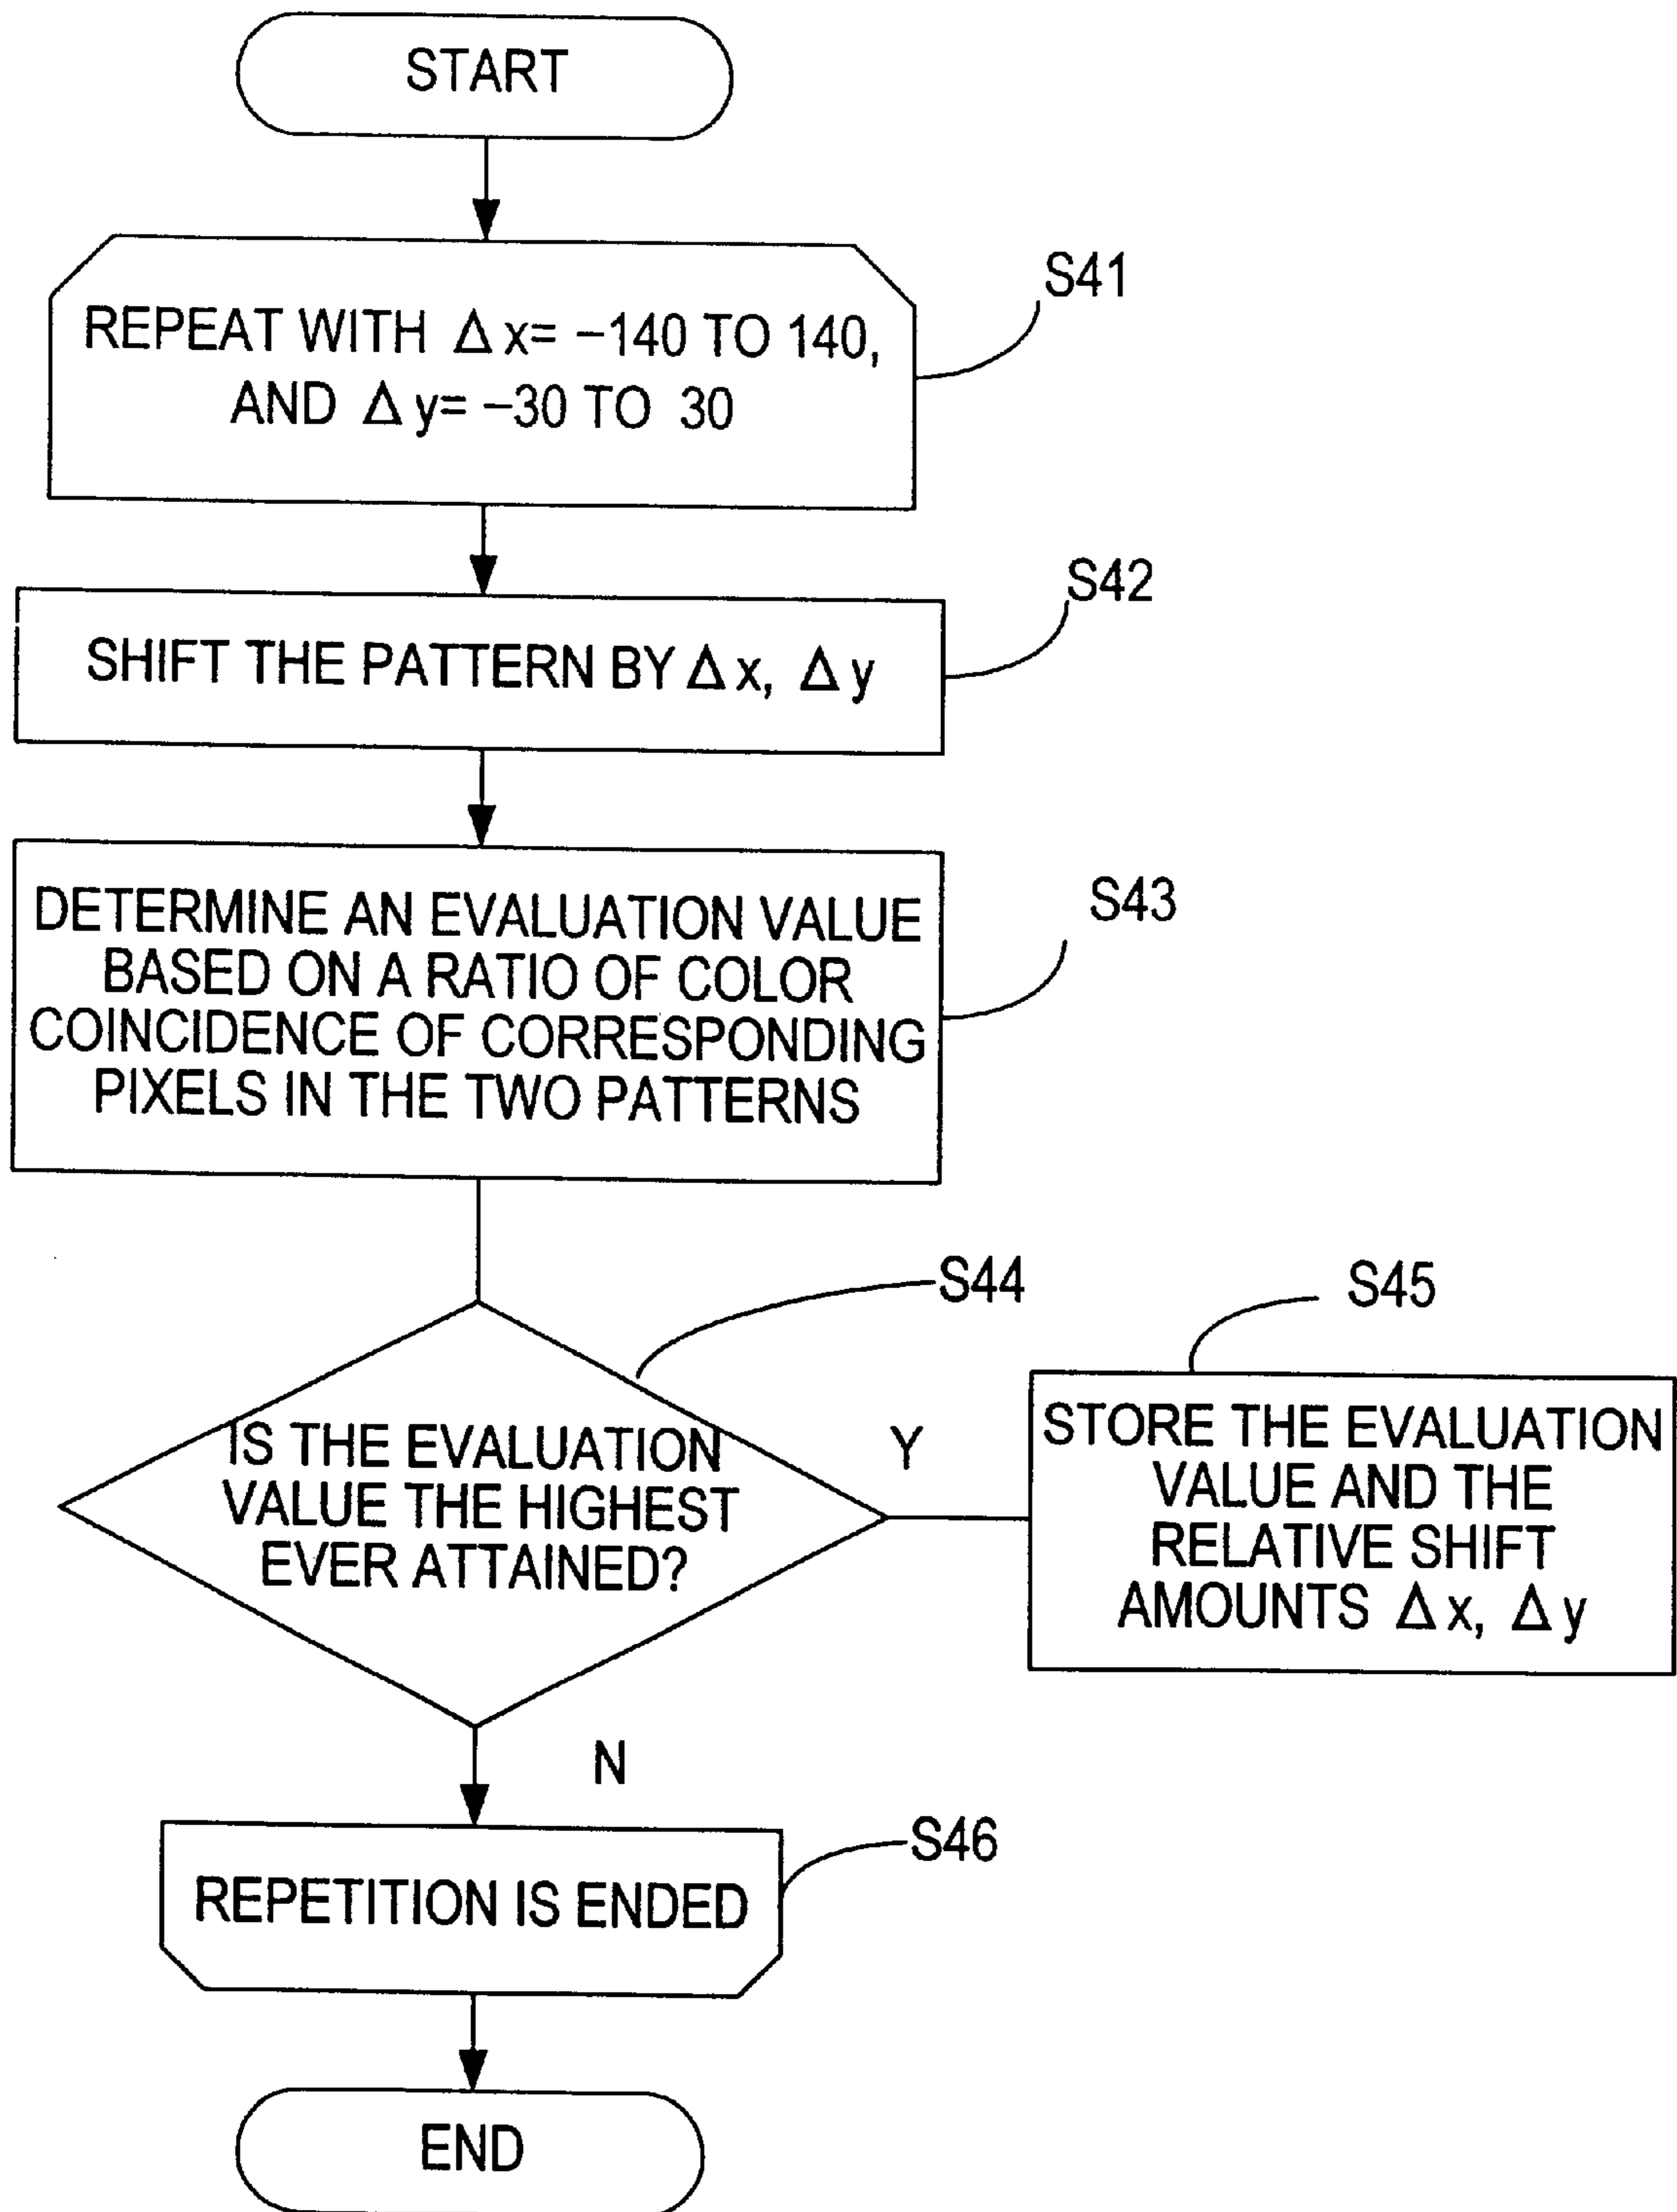 START
REPEAT WITH Δx= −140 TO 140,
AND Δy= −30 TO 30
S41
SHIFT THE PATTERN BY Δx, Δy
S42
DETERMINE AN EVALUATION VALUE
BASED ON A RATIO OF COLOR
COINCIDENCE OF CORRESPONDING
PIXELS IN THE TWO PATTERNS
S43
IS THE EVALUATION
VALUE THE HIGHEST
EVER ATTAINED?
S44
Y
N
STORE THE EVALUATION
VALUE AND THE
RELATIVE SHIFT
AMOUNTS Δx, Δy
S45
REPETITION IS ENDED
S46
END